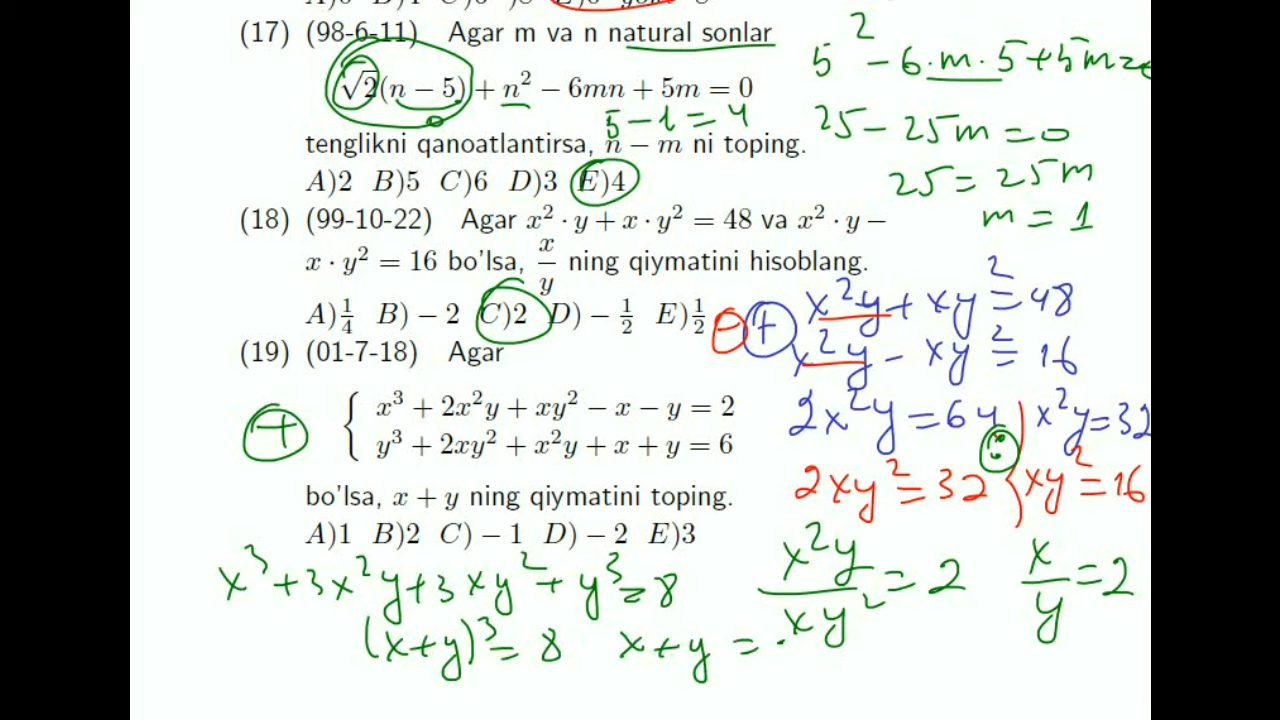 (17) (98-6-11) Agar m va n natural sonlar
√2(n − 5) + n² − 6mn + 5m = 0
5 − 1 = 4
tenglikni qanoatlantirsa, n − m ni toping.
A)2 B)5 C)6 D)3 E)4
5² − 6·m·5 + 5m =
25 − 25m = 0
25 = 25m
m = 1
(18) (99-10-22) Agar x² · y + x · y² = 48 va x² · y −
x · y² = 16 bo'lsa, x/y ning qiymatini hisoblang.
A)1/4 B) − 2 C)2 D) − 1/2 E)1/2
− + x²y + xy² = 48
x²y − xy² = 16
2x²y = 64 | x²y = 32
:
2xy² = 32 { xy² = 16
x²y/xy² = 2 x/y = 2
(19) (01-7-18) Agar
+ { x³ + 2x²y + xy² − x − y = 2
y³ + 2xy² + x²y + x + y = 6
bo'lsa, x + y ning qiymatini toping.
A)1 B)2 C) − 1 D) − 2 E)3
x³ + 3x²y + 3xy² + y³ = 8
(x+y)³ = 8 x+y =